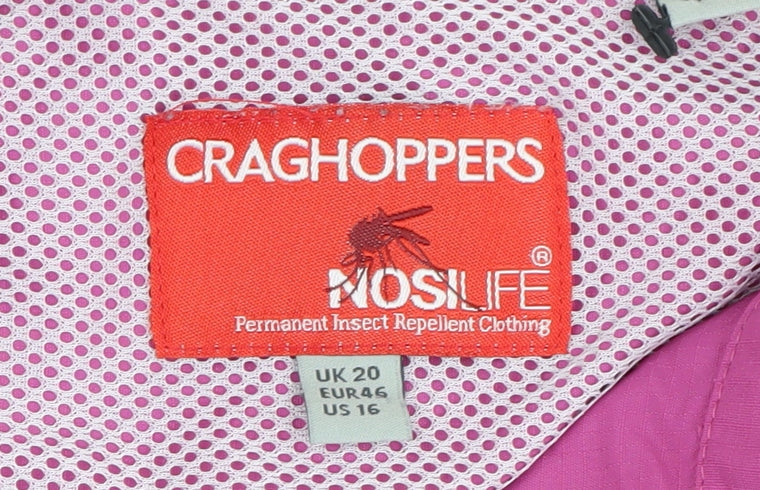 CRAGHOPPERS
®
NOSILIFE
Permanent Insect Repellent Clothing
UK 20
EUR 46
US 16